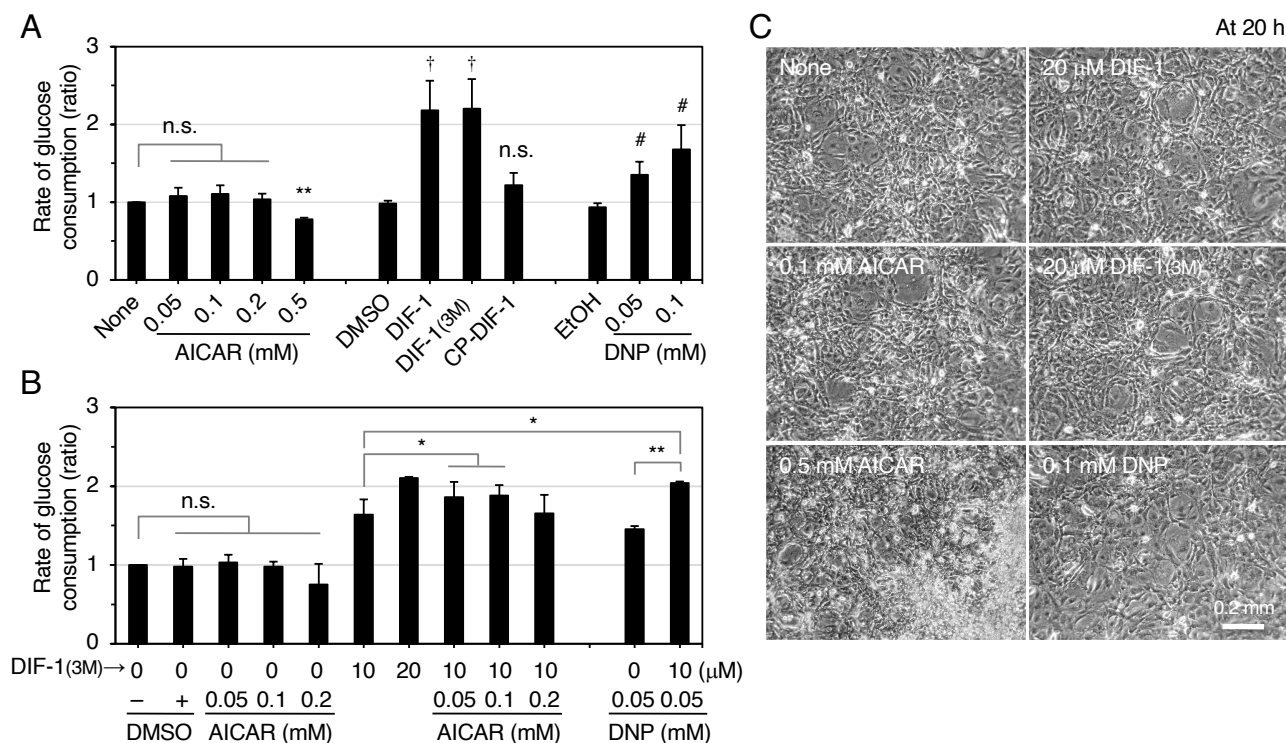 A
Rate of glucose
consumption (ratio)
3
2
1
0
n.s.
**
†
†
n.s.
#
#
None
0.05
0.1
0.2
0.5
AICAR (mM)
DMSO
DIF-1
DIF-1(3M)
CP-DIF-1
EtOH
0.05
0.1
DNP (mM)
B
Rate of glucose
consumption (ratio)
3
2
1
0
n.s.
*
*
**
DIF-1(3M)→ 0 0 0 0 0 10 20 10 10 10 0 10 (μM)
– + 0.05 0.1 0.2 0.05 0.1 0.2 0.05 0.05
DMSO AICAR (mM) AICAR (mM) DNP (mM)
C
At 20 h
None
20 μM DIF-1
0.1 mM AICAR
20 μM DIF-1(3M)
0.5 mM AICAR
0.1 mM DNP
0.2 mm